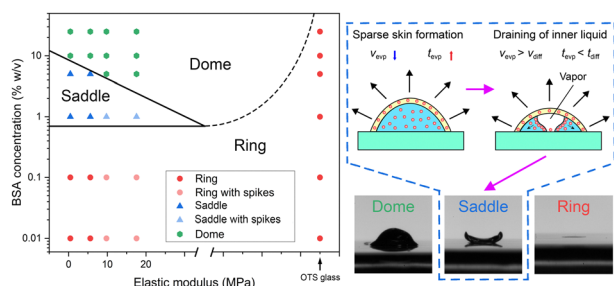 BSA concentration (% w/v)
10
1
0.1
0.01
Dome
Saddle
Ring
Ring
Ring with spikes
Saddle
Saddle with spikes
Dome
0
10
20
30
OTS glass
Elastic modulus (MPa)
Sparse skin formation
v_evp ↓ t_evp ↑
Draining of inner liquid
v_evp > v_diff t_evp < t_diff
Vapor
Dome
Saddle
Ring